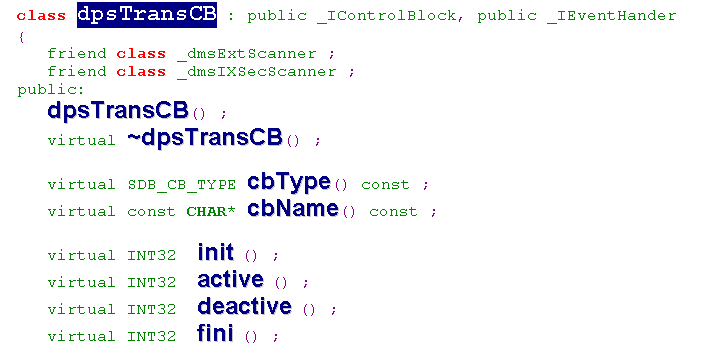 class dpsTransCB : public _IControlBlock, public _IEventHander
{
friend class _dmsExtScanner ;
friend class _dmsIXSecScanner ;
public:
dpsTransCB() ;
virtual ~dpsTransCB() ;
virtual SDB_CB_TYPE cbType() const ;
virtual const CHAR* cbName() const ;
virtual INT32 init () ;
virtual INT32 active () ;
virtual INT32 deactive () ;
virtual INT32 fini () ;